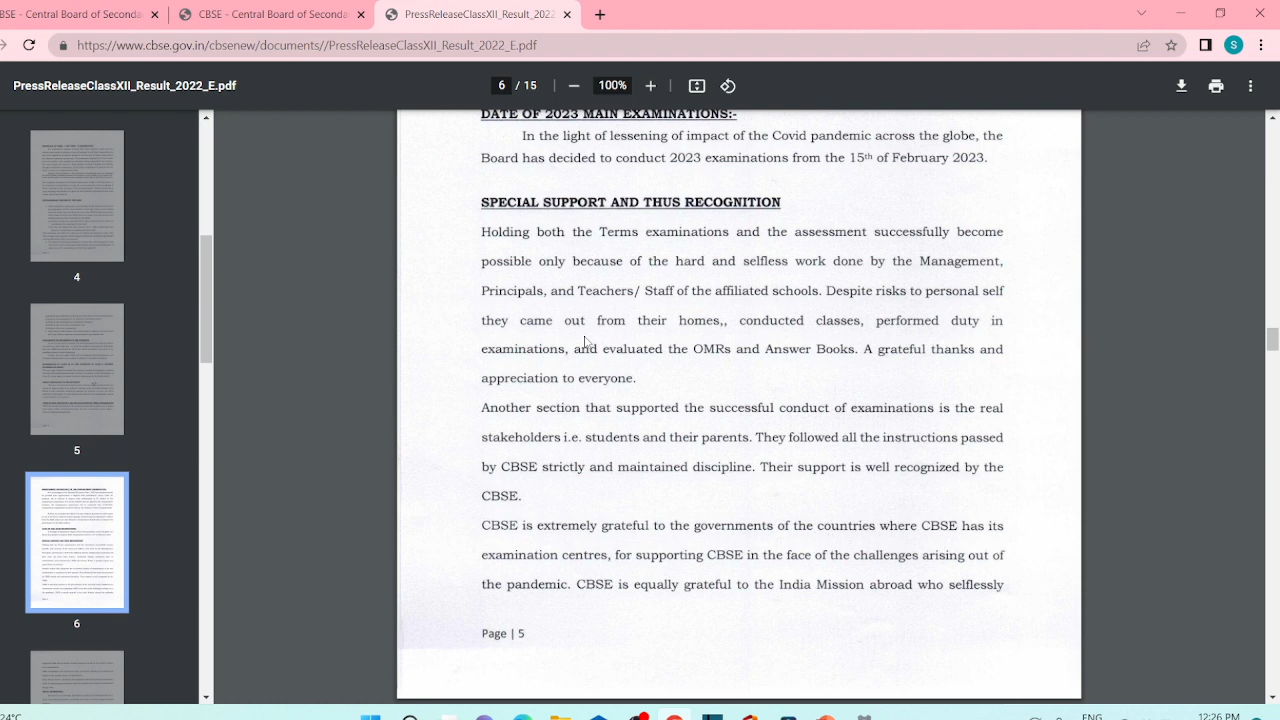 BSE - Central Board of Seconda
CBSE - Central Board of Seconda
PressReleaseClassXII_Result_2022
https://www.cbse.gov.in/cbsenew/documents//PressReleaseClassXII_Result_2022_E.pdf
S
PressReleaseClassXII_Result_2022_E.pdf
6 / 15
100%
4
5
6
DATE OF 2023 MAIN EXAMINATIONS:-
In the light of lessening of impact of the Covid pandemic across the globe, the
Board has decided to conduct 2023 examinations from the 15th of February 2023.
SPECIAL SUPPORT AND THUS RECOGNITION
Holding both the Terms examinations and the assessment successfully become
possible only because of the hard and selfless work done by the Management,
Principals, and Teachers/ Staff of the affiliated schools. Despite risks to personal self
out from their homes,, conducted classes, performed duty in
and evaluated the OMRs and Answer Books. A grateful thanks and
appreciation to everyone.
Another section that supported the successful conduct of examinations is the real
stakeholders i.e. students and their parents. They followed all the instructions passed
by CBSE strictly and maintained discipline. Their support is well recognized by the
CBSE.
is extremely grateful to the governments of the countries where CBSE has its
examination centres, for supporting CBSE in the face of the challenges arising out of
CBSE is equally grateful to the India Mission abroad who selflessly
Page | 5
24°C
ENG
12:26 PM